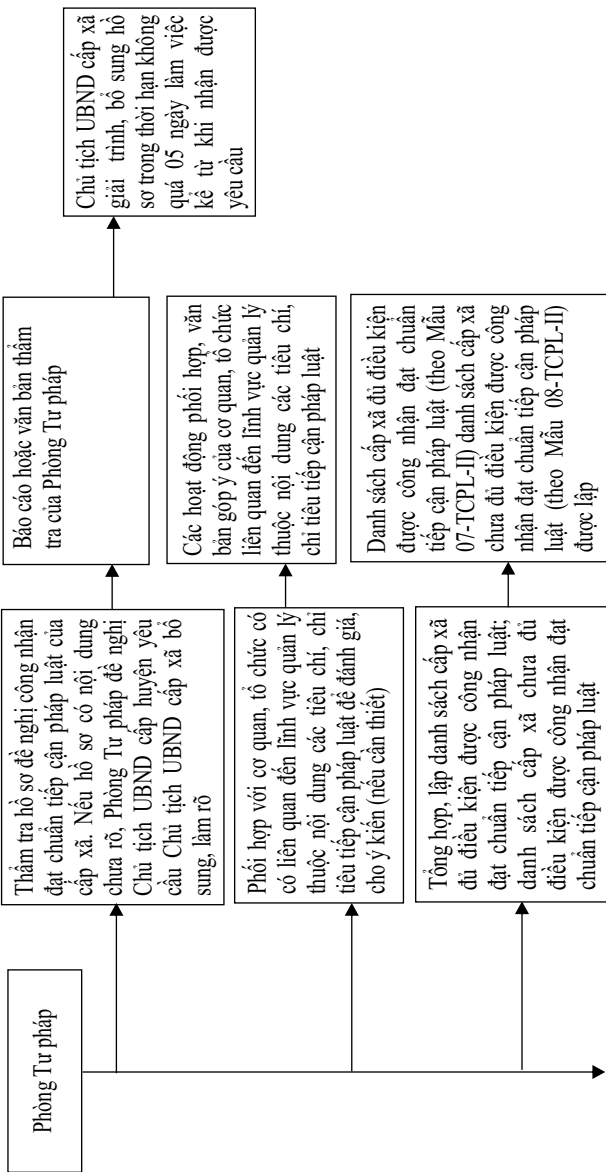 Phòng Tư pháp
Thẩm tra hồ sơ đề nghị công nhận
đạt chuẩn tiếp cận pháp luật của
cấp xã. Nếu hồ sơ có nội dung
chưa rõ, Phòng Tư pháp đề nghị
Chủ tịch UBND cấp huyện yêu
cầu Chủ tịch UBND cấp xã bổ
sung, làm rõ
Báo cáo hoặc văn bản thẩm
tra của Phòng Tư pháp
Chủ tịch UBND cấp xã
giải trình, bổ sung hồ
sơ trong thời hạn không
quá 05 ngày làm việc
kể từ khi nhận được
yêu cầu
Phối hợp với cơ quan, tổ chức có
có liên quan đến lĩnh vực quản lý
thuộc nội dung các tiêu chí, chỉ
tiêu tiếp cận pháp luật để đánh giá,
cho ý kiến (nếu cần thiết)
Các hoạt động phối hợp, văn
bản góp ý của cơ quan, tổ chức
liên quan đến lĩnh vực quản lý
thuộc nội dung các tiêu chí,
chỉ tiêu tiếp cận pháp luật
Tổng hợp, lập danh sách cấp xã
đủ điều kiện được công nhận
đạt chuẩn tiếp cận pháp luật;
danh sách cấp xã chưa đủ
điều kiện được công nhận đạt
chuẩn tiếp cận pháp luật
Danh sách cấp xã đủ điều kiện
được công nhận đạt chuẩn
tiếp cận pháp luật (theo Mẫu
07-TCPL-II) danh sách cấp xã
chưa đủ điều kiện được công
nhận đạt chuẩn tiếp cận pháp
luật (theo Mẫu 08-TCPL-II)
được lập